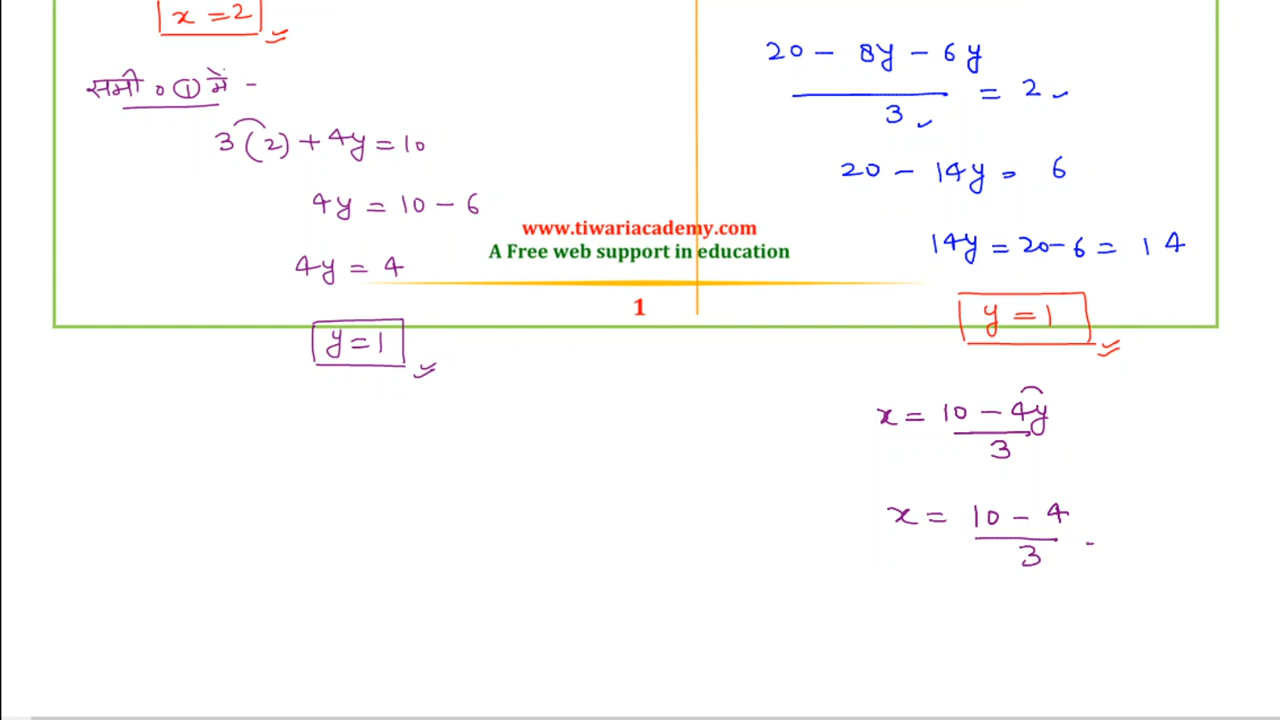 x = 2
समी० ① में -
3(2) + 4y = 10
4y = 10 - 6
4y = 4
y = 1
20 - 8y - 6y
3
= 2
20 - 14y = 6
14y = 20 - 6 = 14
y = 1
x = 10 - 4y
3
x = 10 - 4
3
www.tiwariacademy.com
A Free web support in education
1